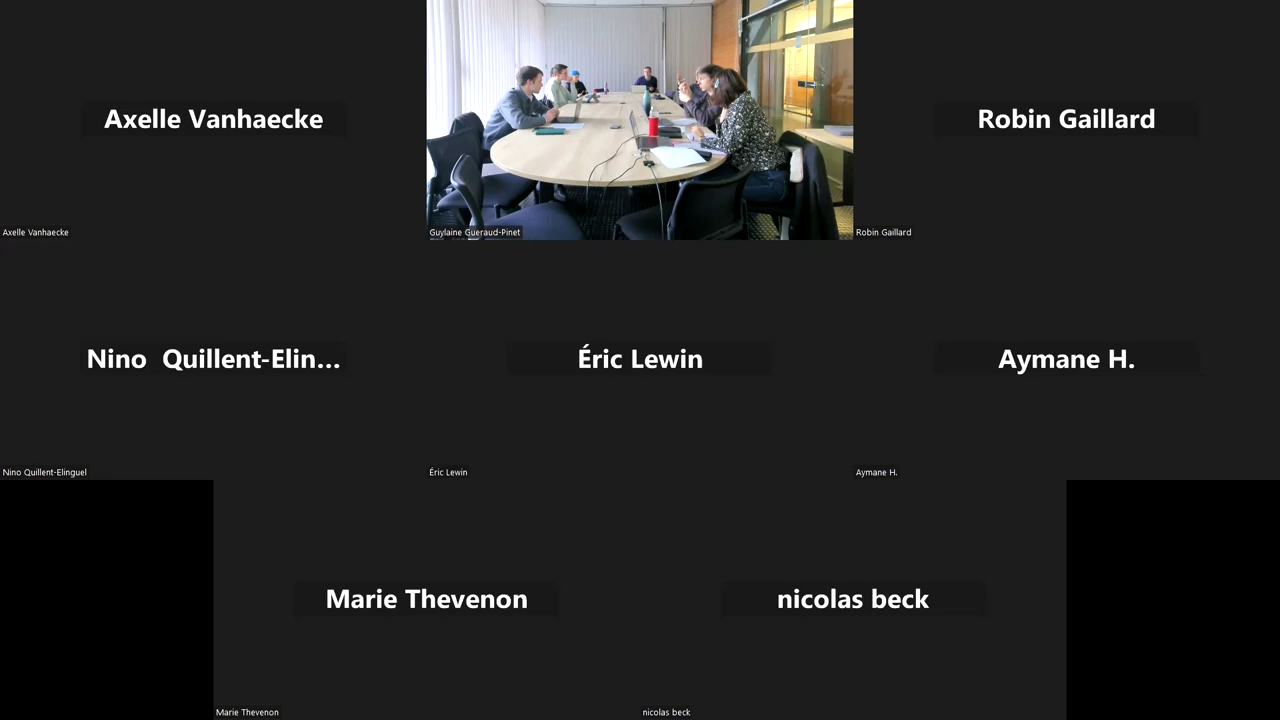 Axelle Vanhaecke
Axelle Vanhaecke
Guylaine Gueraud-Pinet
Robin Gaillard
Robin Gaillard
Nino  Quillent-Elin...
Nino Quillent-Elinguel
Éric Lewin
Éric Lewin
Aymane H.
Aymane H.
Marie Thevenon
Marie Thevenon
nicolas beck
nicolas beck